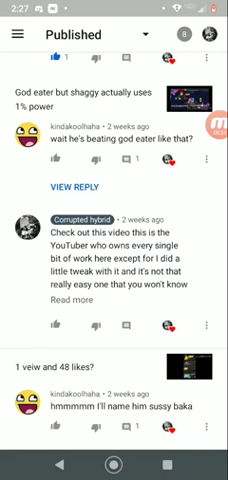 2:27
Published
8
1
God eater but shaggy actually uses
1% power
kindakoolhaha • 2 weeks ago
wait he's beating god eater like that?
1
VIEW REPLY
Corrupted hybrid • 2 weeks ago
Check out this video this is the
YouTuber who owns every single
bit of work here except for I did a
little tweak with it and it's not that
really easy one that you won't know
Read more
1 veiw and 48 likes?
kindakoolhaha • 2 weeks ago
hmmmmm I'll name him sussy baka
1